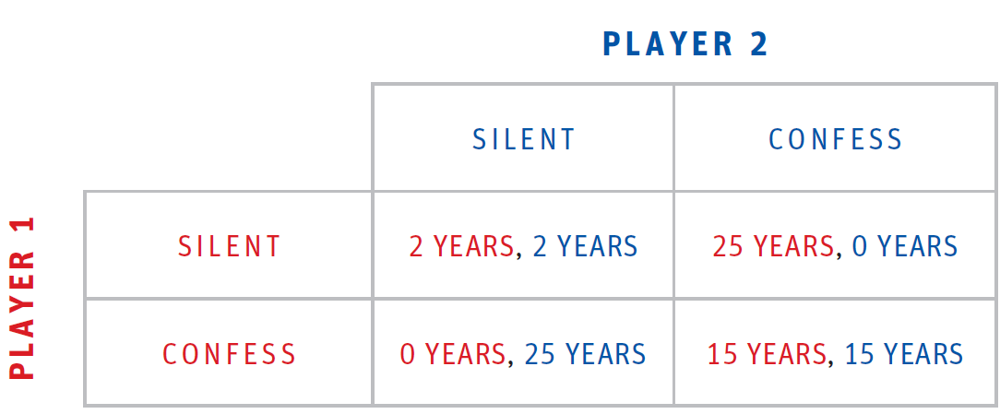 PLAYER 2
SILENT
CONFESS
PLAYER 1
SILENT
2 YEARS, 2 YEARS
25 YEARS, 0 YEARS
CONFESS
0 YEARS, 25 YEARS
15 YEARS, 15 YEARS